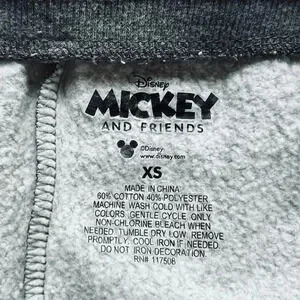 Disney
MICKEY
AND FRIENDS
©Disney
www.disney.com
XS
MADE IN CHINA
60% COTTON 40% POLYESTER
MACHINE WASH COLD WITH LIKE
COLORS GENTLE CYCLE ONLY
NON-CHLORINE BLEACH WHEN
NEEDED. TUMBLE DRY LOW. REMOVE
PROMPTLY. COOL IRON IF NEEDED.
DO NOT IRON DECORATION.
RN# 117506